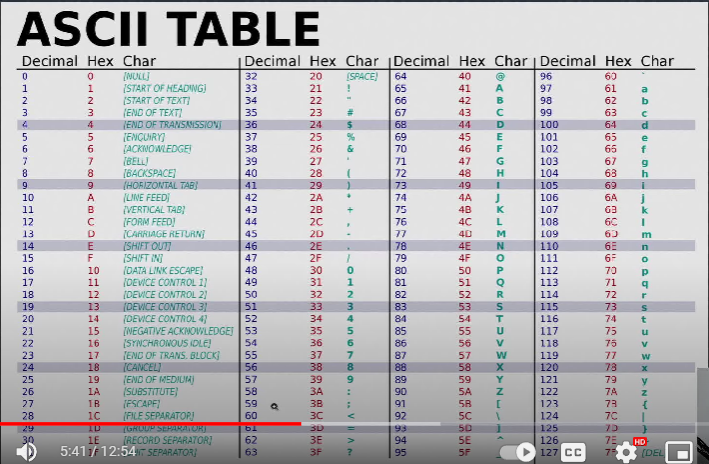 ASCII TABLE
Decimal Hex Char Decimal Hex Char Decimal Hex Char Decimal Hex Char
0 0 [NULL] 32 20 [SPACE] 64 40 @ 96 60 `
1 1 [START OF HEADING] 33 21 ! 65 41 A 97 61 a
2 2 [START OF TEXT] 34 22 " 66 42 B 98 62 b
3 3 [END OF TEXT] 35 23 # 67 43 C 99 63 c
4 4 [END OF TRANSMISSION] 36 24 $ 68 44 D 100 64 d
5 5 [ENQUIRY] 37 25 % 69 45 E 101 65 e
6 6 [ACKNOWLEDGE] 38 26 & 70 46 F 102 66 f
7 7 [BELL] 39 27 ' 71 47 G 103 67 g
8 8 [BACKSPACE] 40 28 ( 72 48 H 104 68 h
9 9 [HORIZONTAL TAB] 41 29 ) 73 49 I 105 69 i
10 A [LINE FEED] 42 2A * 74 4A J 106 6A j
11 B [VERTICAL TAB] 43 2B + 75 4B K 107 6B k
12 C [FORM FEED] 44 2C , 76 4C L 108 6C l
13 D [CARRIAGE RETURN] 45 2D - 77 4D M 109 6D m
14 E [SHIFT OUT] 46 2E . 78 4E N 110 6E n
15 F [SHIFT IN] 47 2F / 79 4F O 111 6F o
16 10 [DATA LINK ESCAPE] 48 30 0 80 50 P 112 70 p
17 11 [DEVICE CONTROL 1] 49 31 1 81 51 Q 113 71 q
18 12 [DEVICE CONTROL 2] 50 32 2 82 52 R 114 72 r
19 13 [DEVICE CONTROL 3] 51 33 3 83 53 S 115 73 s
20 14 [DEVICE CONTROL 4] 52 34 4 84 54 T 116 74 t
21 15 [NEGATIVE ACKNOWLEDGE] 53 35 5 85 55 U 117 75 u
22 16 [SYNCHRONOUS IDLE] 54 36 6 86 56 V 118 76 v
23 17 [END OF TRANS. BLOCK] 55 37 7 87 57 W 119 77 w
24 18 [CANCEL] 56 38 8 88 58 X 120 78 x
25 19 [END OF MEDIUM] 57 39 9 89 59 Y 121 79 y
26 1A [SUBSTITUTE] 58 3A : 90 5A Z 122 7A z
27 1B [ESCAPE] 59 3B ; 91 5B [ 123 7B {
28 1C [FILE SEPARATOR] 60 3C < 92 5C \ 124 7C |
29 1D [GROUP SEPARATOR] 61 3D = 93 5D ] 125
1E [RECORD SEPARATOR] 62 3E > 94 5E ^ 126
SEPARATOR] 63 3F ? 95 5F 127 [DEL
5:41 / 12:54
CC
HD